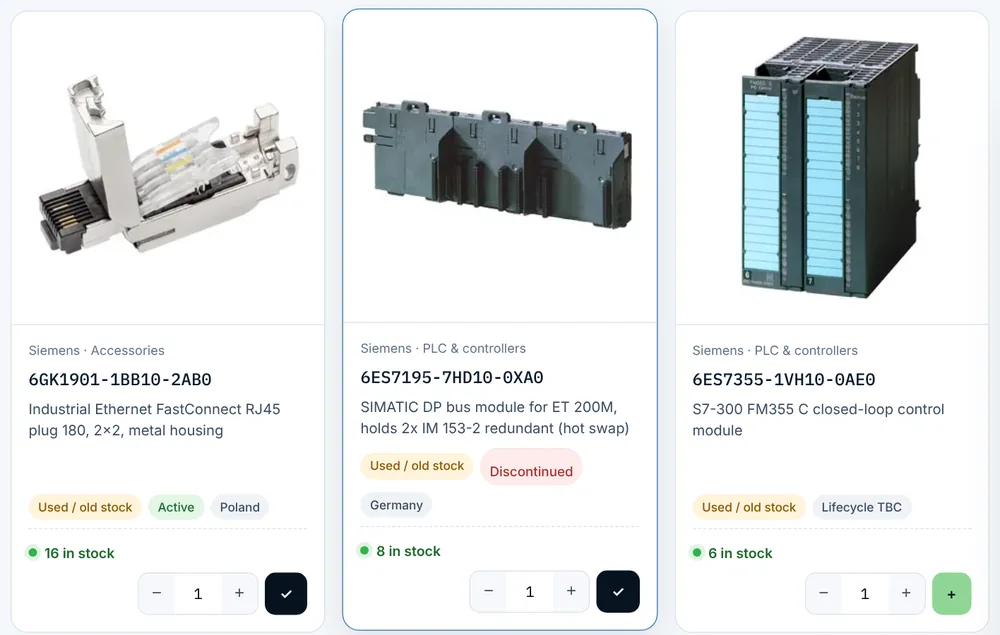 Siemens · Accessories
6GK1901-1BB10-2AB0
Industrial Ethernet FastConnect RJ45
plug 180, 2×2, metal housing
Used / old stock
Active
Poland
16 in stock
− 1 +
Siemens · PLC & controllers
6ES7195-7HD10-0XA0
SIMATIC DP bus module for ET 200M,
holds 2x IM 153-2 redundant (hot swap)
Used / old stock
Discontinued
Germany
8 in stock
− 1 +
6
7
Siemens · PLC & controllers
6ES7355-1VH10-0AE0
S7-300 FM355 C closed-loop control
module
Used / old stock
Lifecycle TBC
6 in stock
− 1 +
+